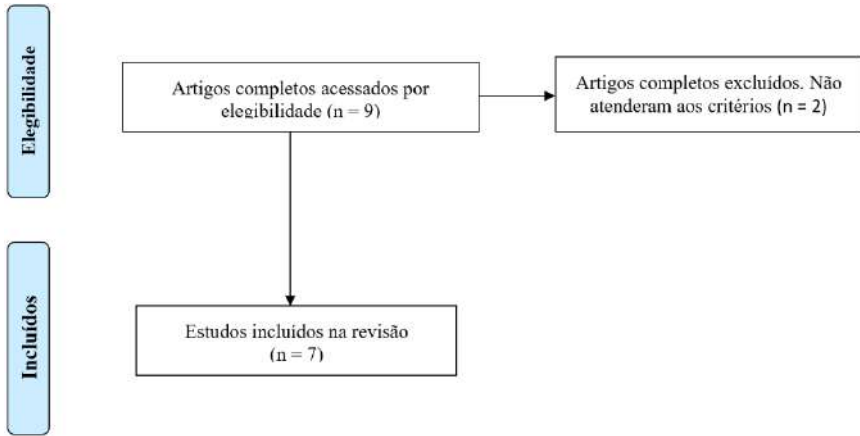 Elegibilidade
Artigos completos acessados por
elegibilidade (n = 9)
Artigos completos excluídos. Não
atenderam aos critérios (n = 2)
Incluídos
Estudos incluídos na revisão
(n = 7)